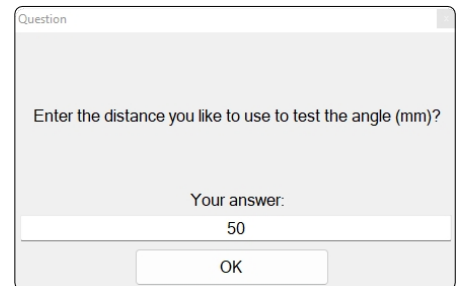 Question
Enter the distance you like to use to test the angle (mm)?
Your answer:
50
OK